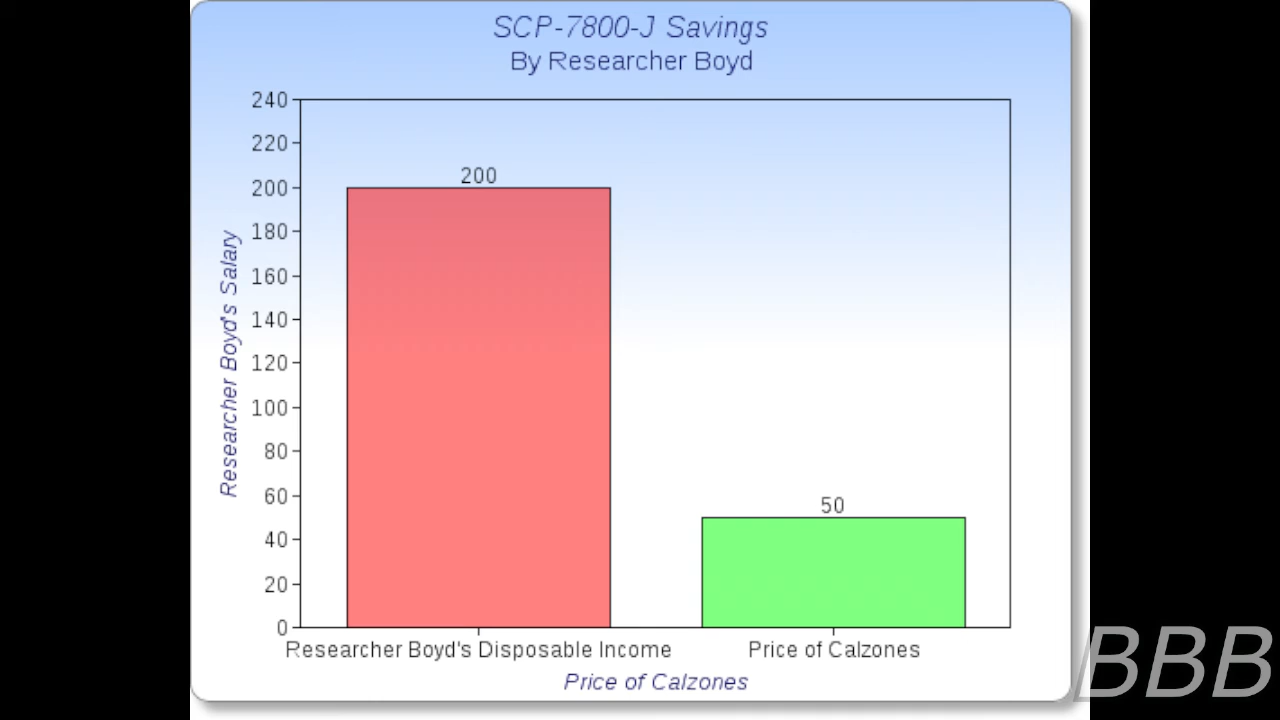 SCP-7800-J Savings
By Researcher Boyd
240
220
200
180
160
140
120
100
80
60
40
20
0
Researcher Boyd's Salary
200
50
Researcher Boyd's Disposable Income
Price of Calzones
Price of Calzones
BBB